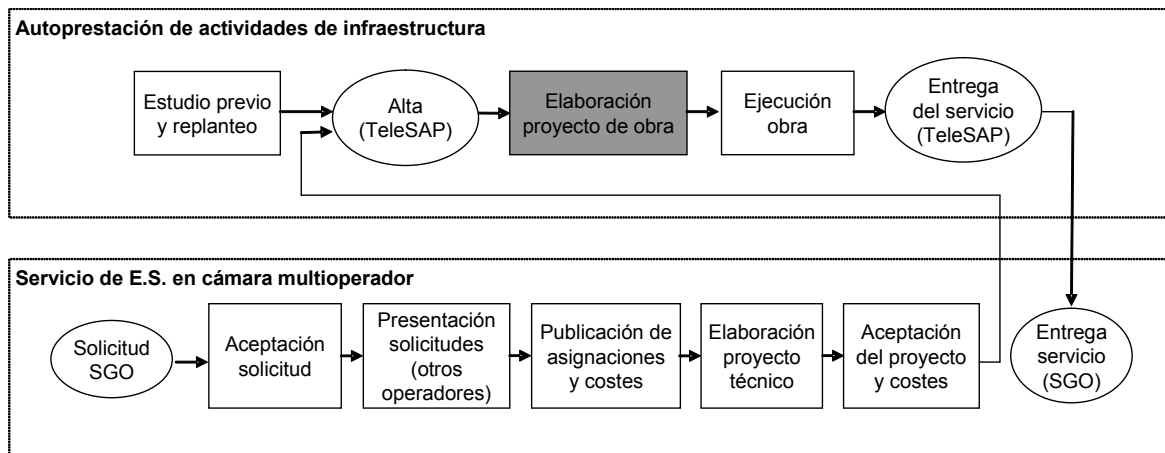 Autoprestación de actividades de infraestructura
Estudio previo
y replanteo
Alta
(TeleSAP)
Elaboración
proyecto de obra
Ejecución
obra
Entrega
del servicio
(TeleSAP)
Servicio de E.S. en cámara multioperador
Solicitud
SGO
Aceptación
solicitud
Presentación
solicitudes
(otros
operadores)
Publicación de
asignaciones
y costes
Elaboración
proyecto
técnico
Aceptación
del proyecto
y costes
Entrega
servicio
(SGO)